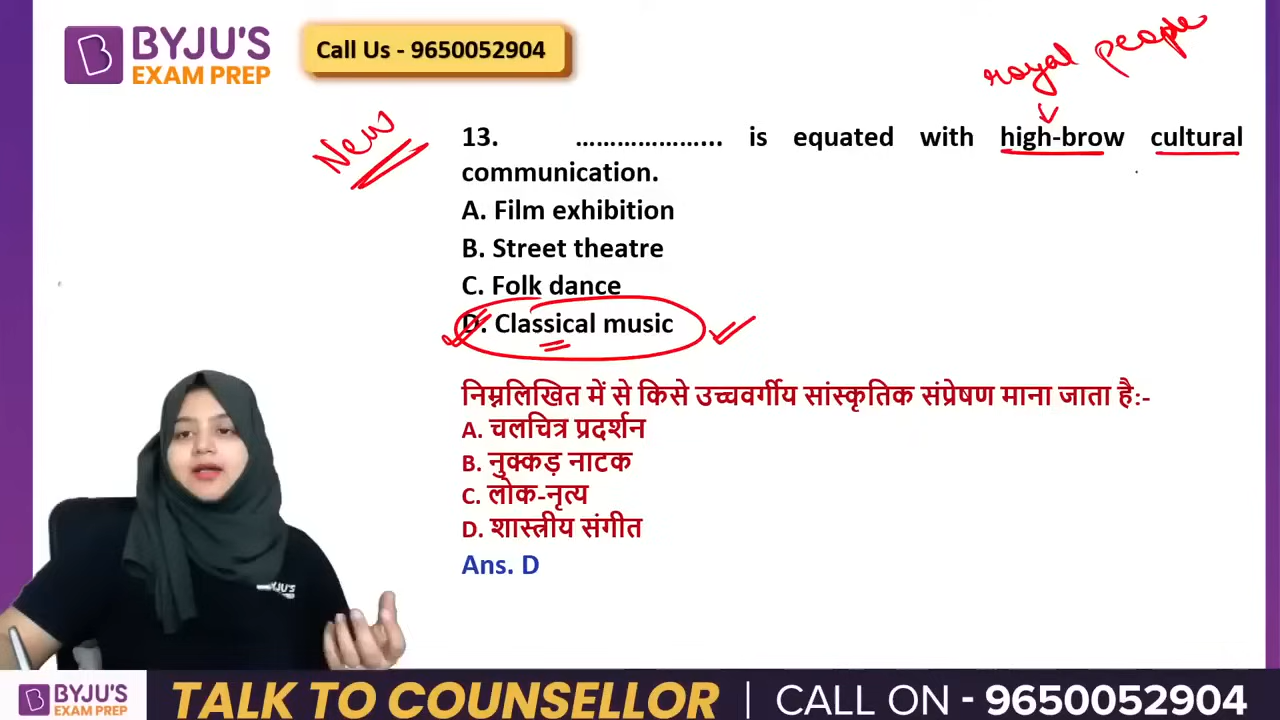 BYJU'S
EXAM PREP
Call Us - 9650052904
royal people
New
13. …………………... is equated with high-brow cultural
communication.
A. Film exhibition
B. Street theatre
C. Folk dance
D. Classical music
निम्नलिखित में से किसे उच्चवर्गीय सांस्कृतिक संप्रेषण माना जाता है:-
A. चलचित्र प्रदर्शन
B. नुक्कड़ नाटक
C. लोक-नृत्य
D. शास्त्रीय संगीत
Ans. D
BYJU'S
BYJU'S
EXAM PREP
TALK TO COUNSELLOR | CALL ON - 9650052904